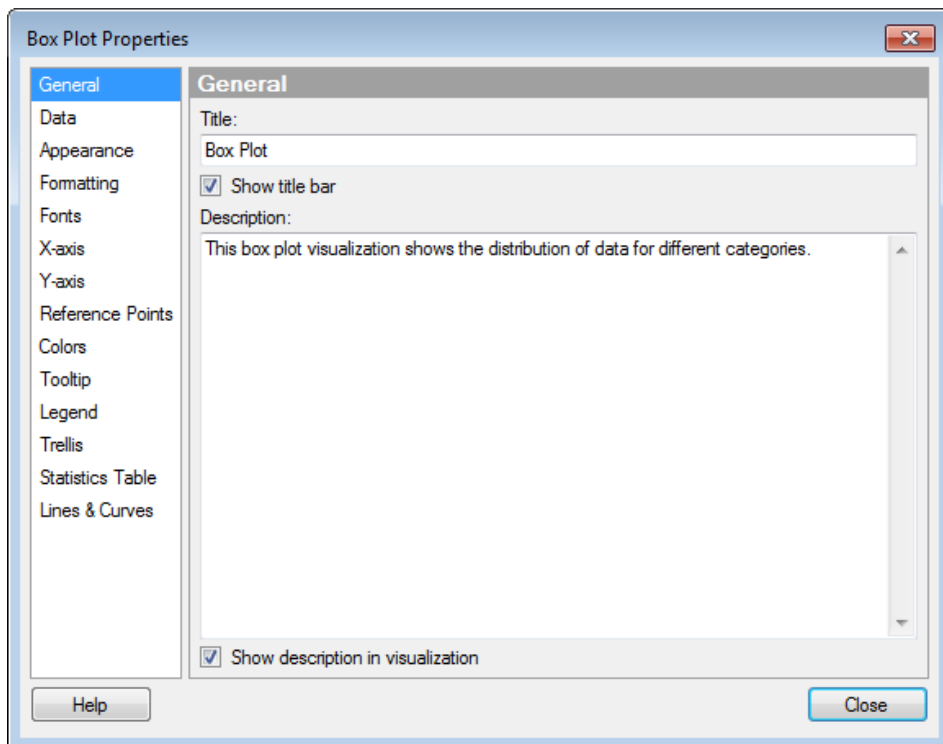 Box Plot Properties
General
Data
Appearance
Formatting
Fonts
X-axis
Y-axis
Reference Points
Colors
Tooltip
Legend
Trellis
Statistics Table
Lines & Curves
General
Title:
Box Plot
Show title bar
Description:
This box plot visualization shows the distribution of data for different categories.
Show description in visualization
Help
Close